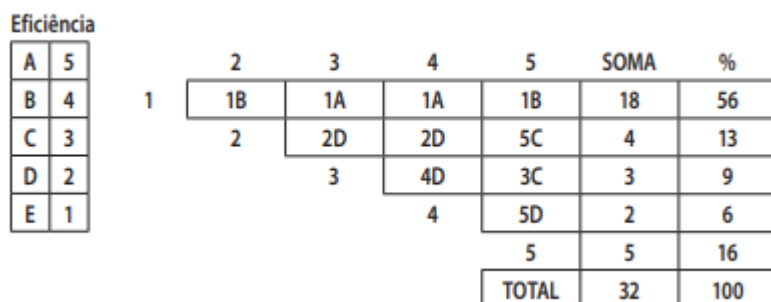 Eficiência
A 5 2 3 4 5 SOMA %
B 4 1 1B 1A 1A 1B 18 56
C 3 2 2D 2D 5C 4 13
D 2 3 4D 3C 3 9
E 1 4 5D 2 6
5 5 16
TOTAL 32 100